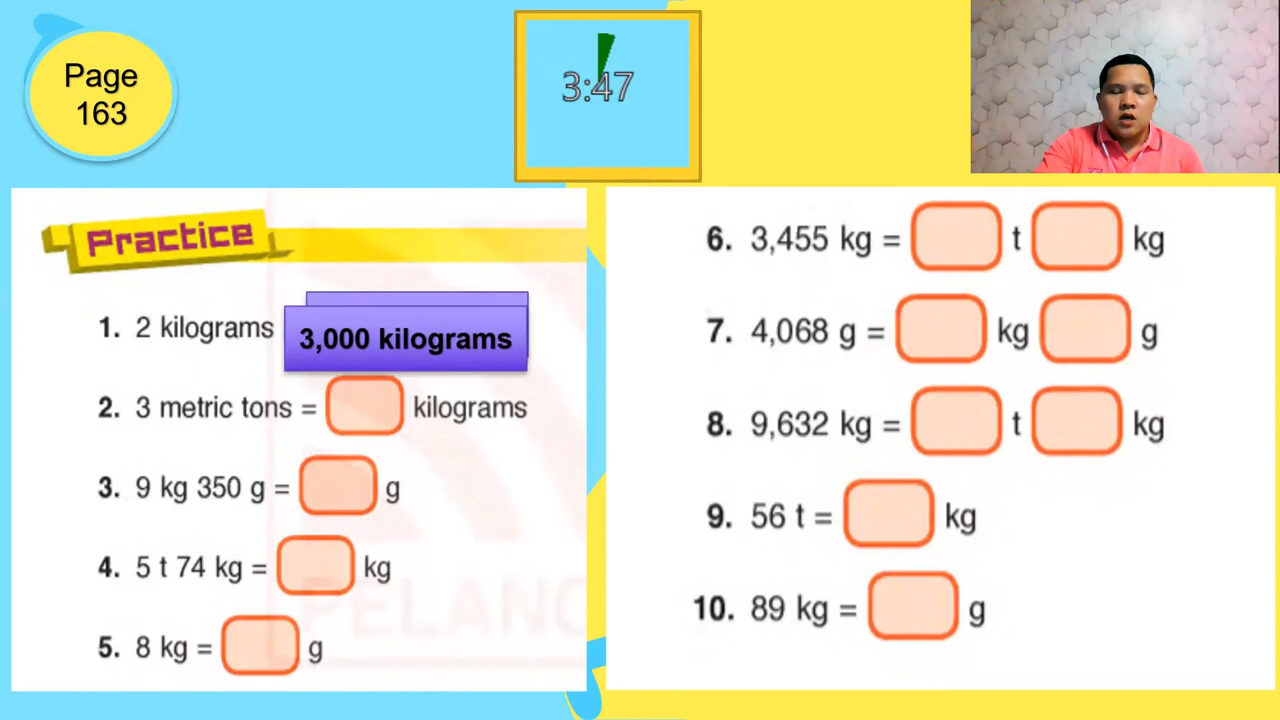 Page
163
3:47
Practice
1. 2 kilograms
3,000 kilograms
2. 3 metric tons = kilograms
3. 9 kg 350 g = g
4. 5 t 74 kg = kg
5. 8 kg = g
PELANG
6. 3,455 kg = t kg
7. 4,068 g = kg g
8. 9,632 kg = t kg
9. 56 t = kg
10. 89 kg = g